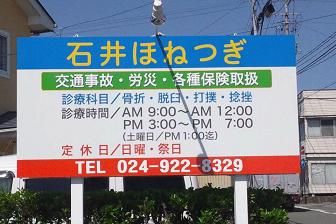 石井ほねつぎ
交通事故・労災・各種保険取扱
診療科目／骨折・脱臼・打撲・捻挫
診療時間／AM 9:00～AM 12:00
PM 3:00～PM 7:00
(土曜日／PM1:00迄)
定休日／日曜・祭日
TEL 024-922-8329